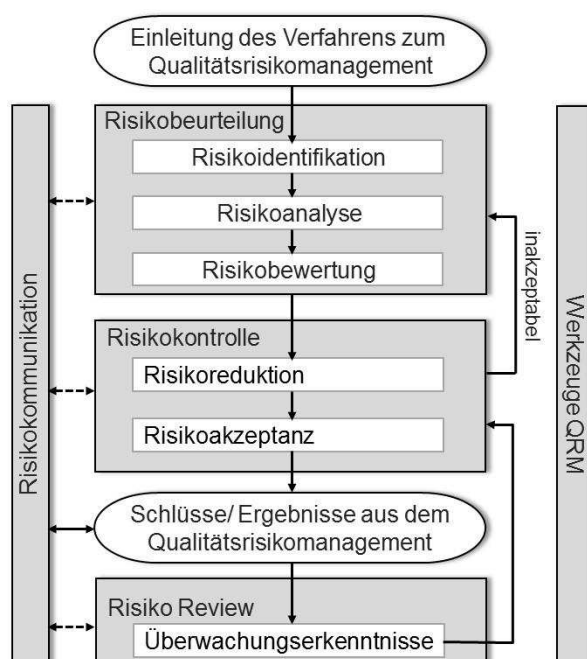 Einleitung des Verfahrens zum
Qualitätsrisikomanagement
Risikobeurteilung
Risikoidentifikation
Risikoanalyse
Risikobewertung
inakzeptabel
Risikokommunikation
Werkzeuge QRM
Risikokontrolle
Risikoreduktion
Risikoakzeptanz
Schlüsse/ Ergebnisse aus dem
Qualitätsrisikomanagement
Risiko Review
Überwachungserkenntnisse